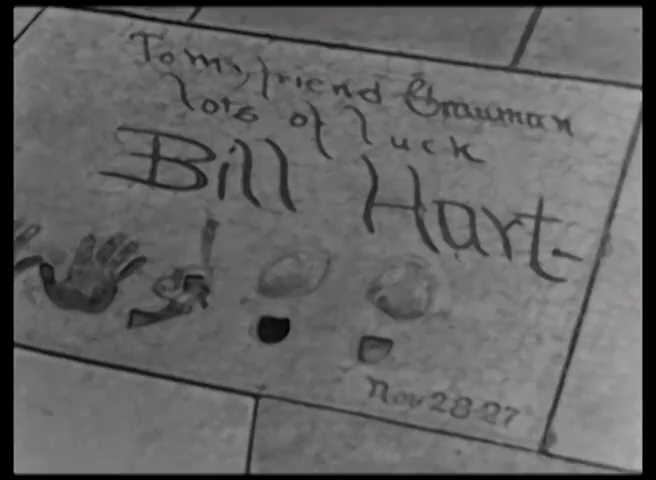 To my friend Grauman
lots of luck
Bill Hart-
Nov 28-27